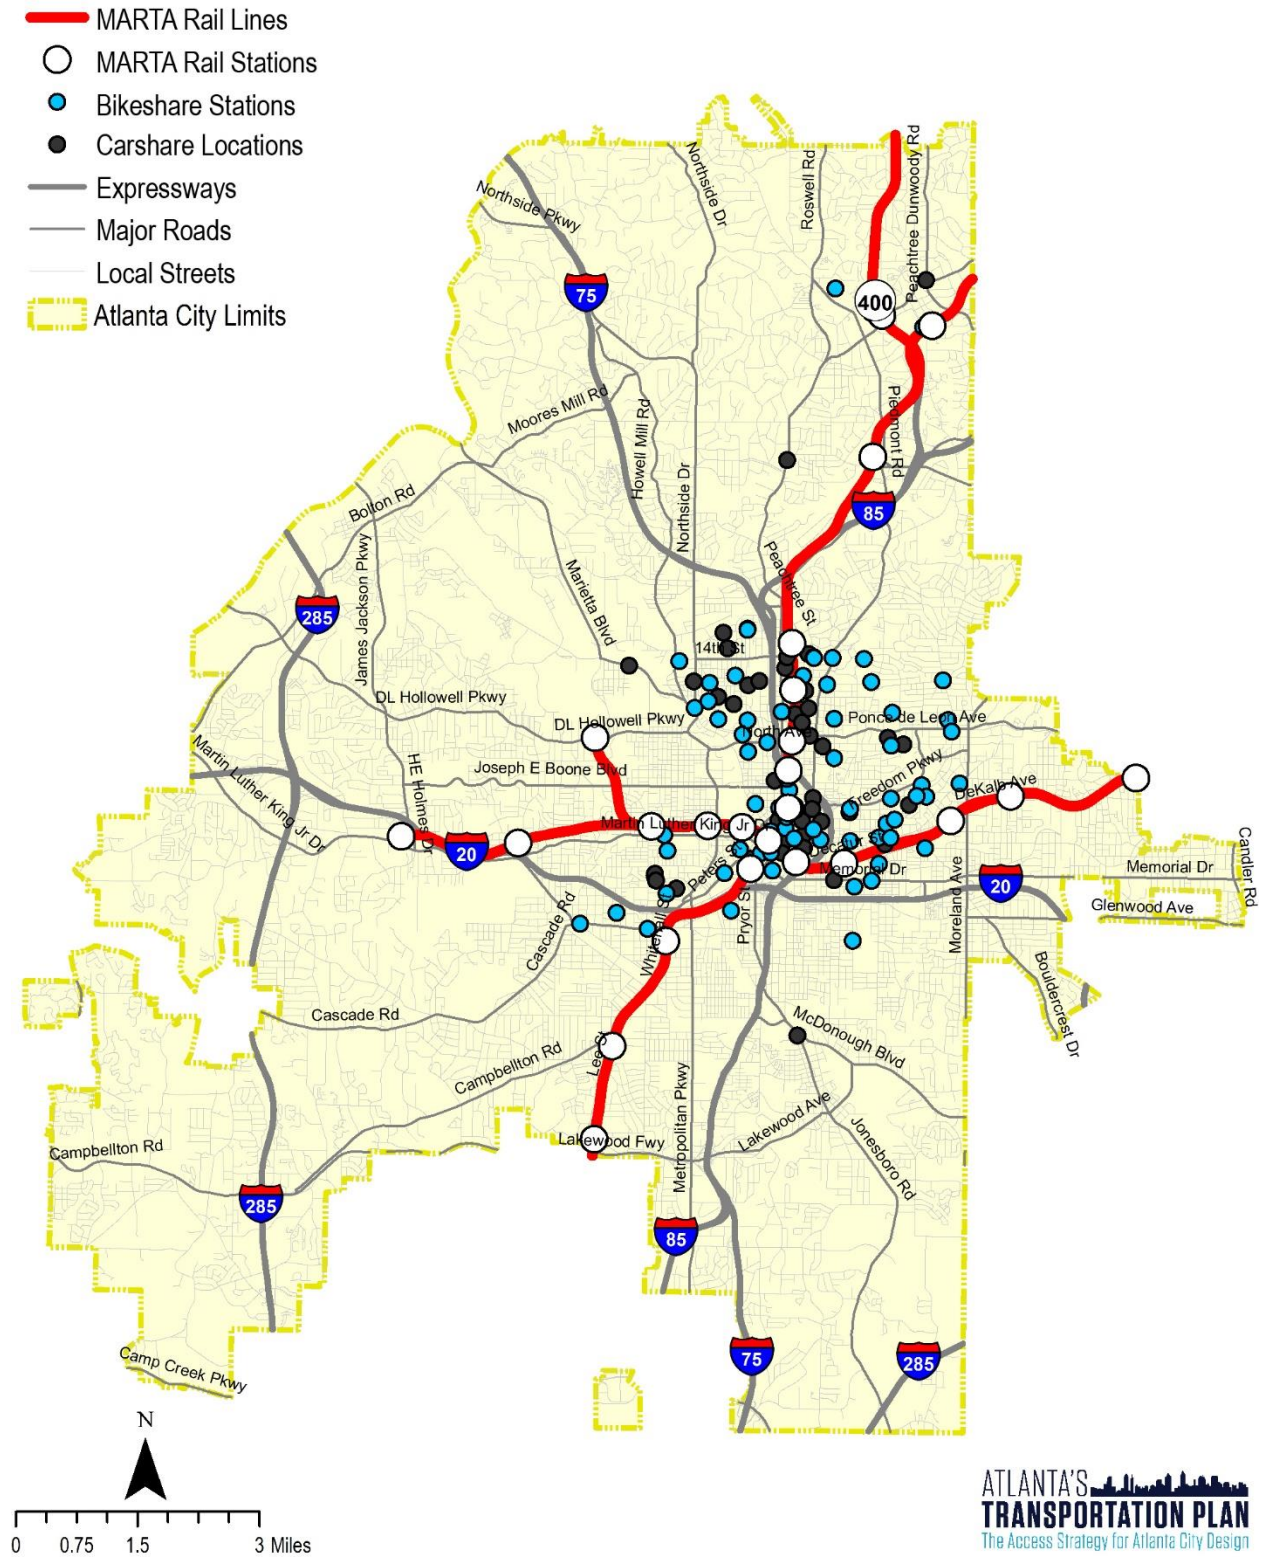 MARTA Rail Lines
MARTA Rail Stations
Bikeshare Stations
Carshare Locations
Expressways
Major Roads
Local Streets
Atlanta City Limits
Northside Dr
Roswell Rd
Peachtree Dunwoody Rd
Northside Pkwy
75
400
Piedmont Rd
Moores Mill Rd
Howell Mill Rd
Northside Dr
Bolton Rd
85
James Jackson Pkwy
Marietta Blvd
Peachtree St
285
14th St
DL Hollowell Pkwy
DL Hollowell Pkwy
Ponce de Leon Ave
North Ave
Martin Luther King Jr Dr
HE Holmes Dr
Joseph E Boone Blvd
Freedom Pkwy
DeKalb Ave
Martin Luther King Jr Dr
20
Decatur St
Peters St
Memorial Dr
Memorial Dr
Candler Rd
20
Glenwood Ave
Moreland Ave
Cascade Rd
Whitehall St
Pryor St
Bouldercrest Dr
Cascade Rd
McDonough Blvd
Campbellton Rd
Lee St
Metropolitan Pkwy
Lakewood Ave
Jonesboro Rd
Campbellton Rd
Lakewood Fwy
285
85
75
285
Camp Creek Pkwy
N
0 0.75 1.5 3 Miles
ATLANTA'S
TRANSPORTATION PLAN
The Access Strategy for Atlanta City Design